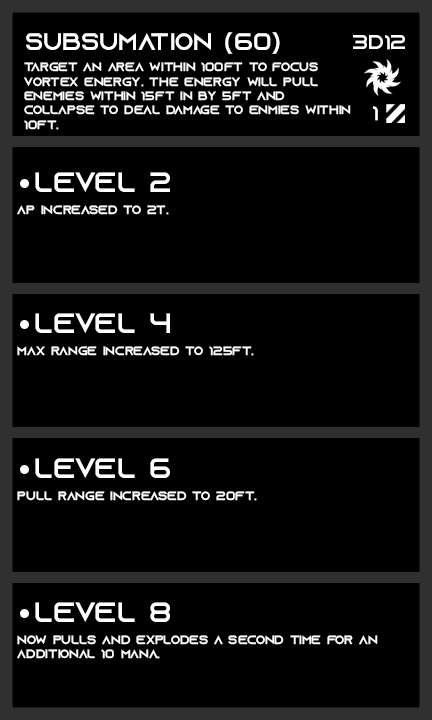 SUBSUMATION (60) 3D12
TARGET AN AREA WITHIN 100FT TO FOCUS
VORTEX ENERGY. THE ENERGY WILL PULL
ENEMIES WITHIN 15FT IN BY 5FT AND
COLLAPSE TO DEAL DAMAGE TO ENMIES WITHIN
10FT.
1
•LEVEL 2
AP INCREASED TO 2T.
•LEVEL 4
MAX RANGE INCREASED TO 125FT.
•LEVEL 6
PULL RANGE INCREASED TO 20FT.
•LEVEL 8
NOW PULLS AND EXPLODES A SECOND TIME FOR AN
ADDITIONAL 10 MANA.